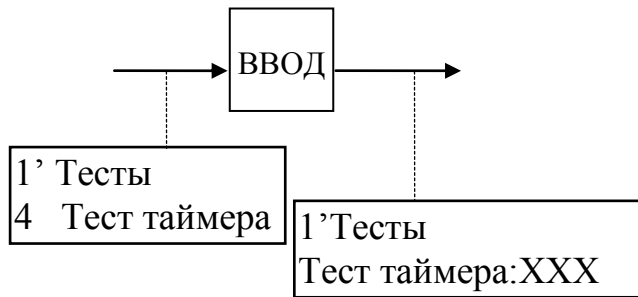 ВВОД
1’ Тесты
4 Тест таймера
1’Тесты
Тест таймера:XXX